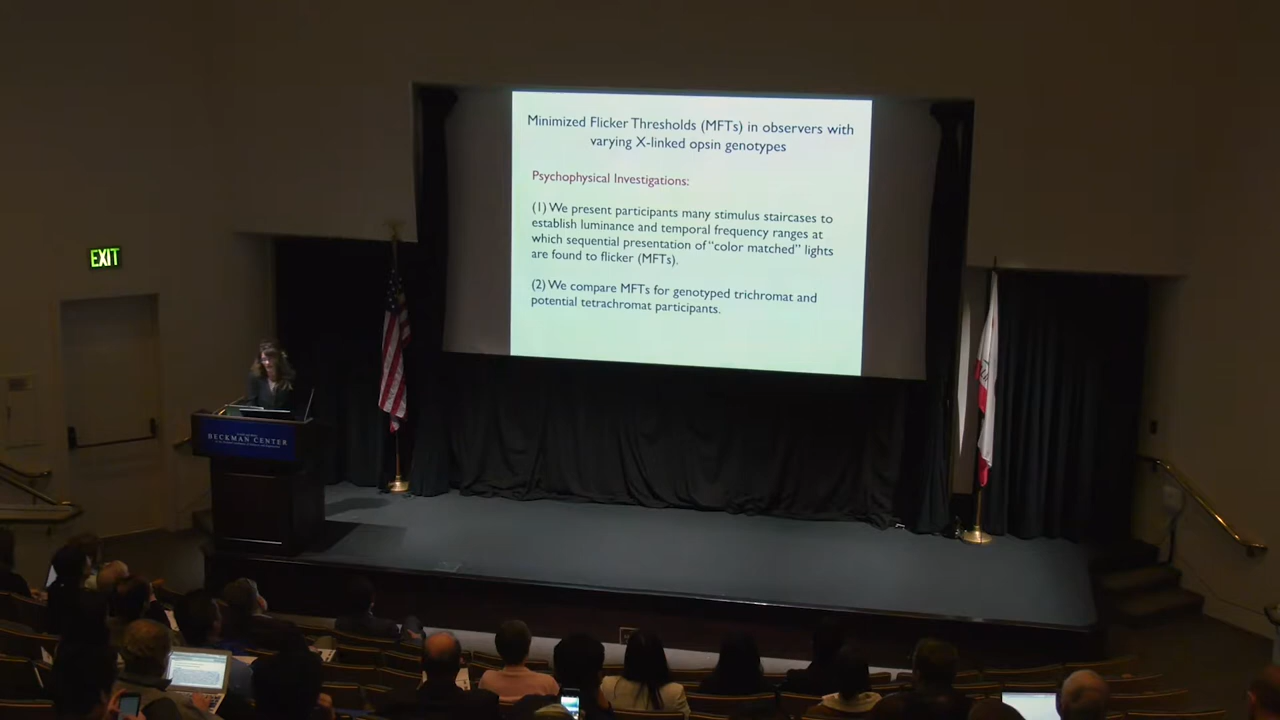 Minimized Flicker Thresholds (MFTs) in observers with
varying X-linked opsin genotypes
Psychophysical Investigations:
(1) We present participants many stimulus staircases to
establish luminance and temporal frequency ranges at
which sequential presentation of "color matched" lights
are found to flicker (MFTs).
(2) We compare MFTs for genotyped trichromat and
potential tetrachromat participants.
EXIT
BECKMAN CENTER